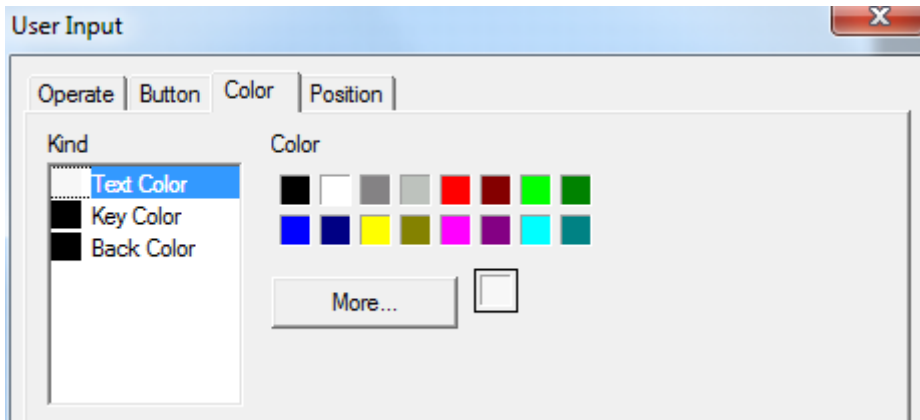 User Input
X
Operate Button Color Position
Kind
Color
Text Color
Key Color
Back Color
More...